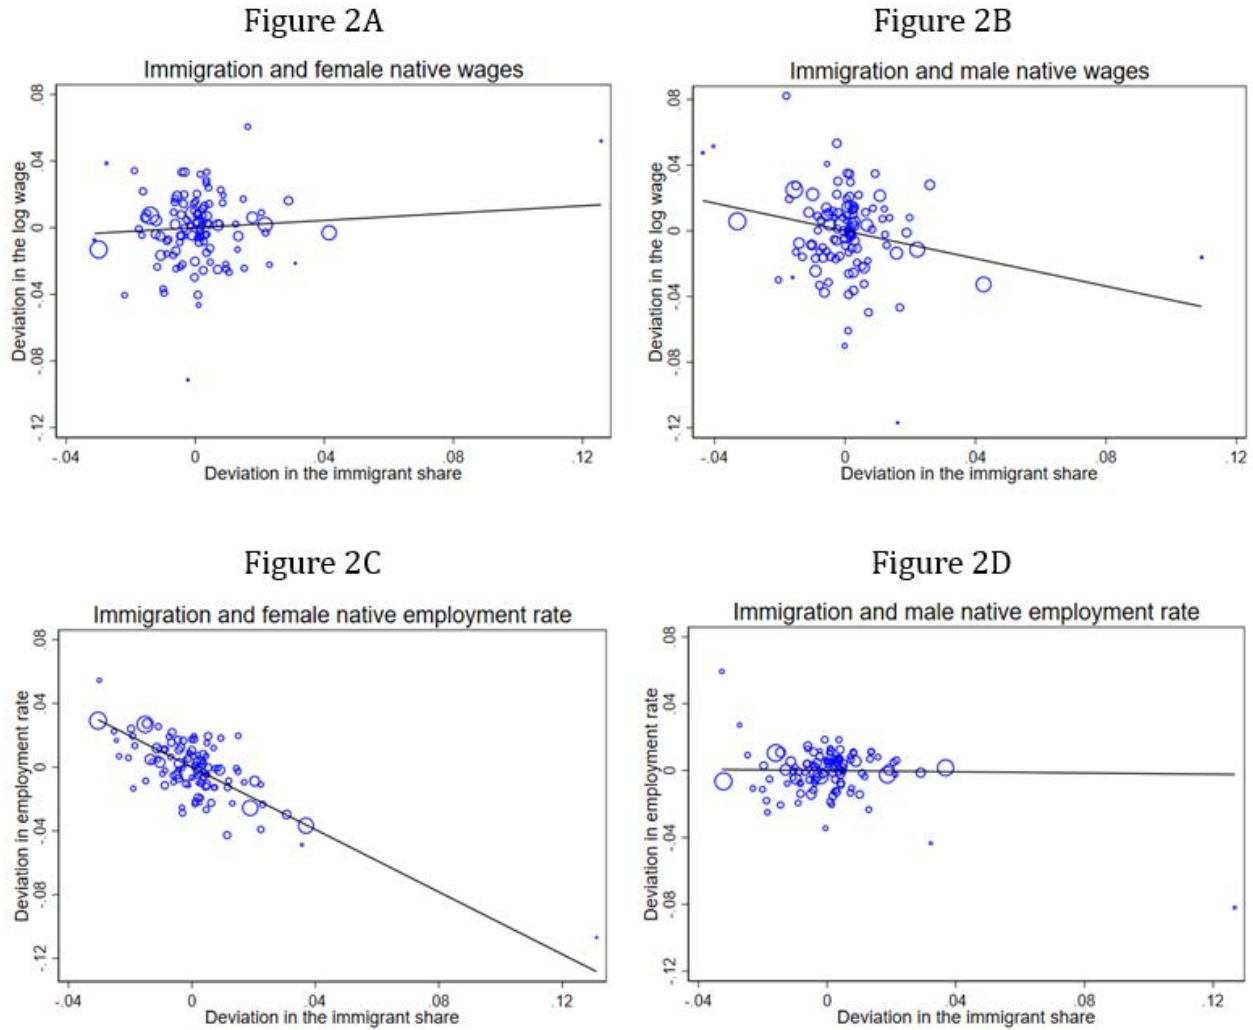 Figure 2A
Immigration and female native wages
Deviation in the log wage
.08
.04
0
-.04
-.08
-.12
-.04
0
.04
.08
.12
Deviation in the immigrant share
Figure 2B
Immigration and male native wages
Deviation in the log wage
.08
.04
0
-.04
-.08
-.12
-.04
0
.04
.08
.12
Deviation in the immigrant share
Figure 2C
Immigration and female native employment rate
Deviation in employment rate
.08
.04
0
-.04
-.08
-.12
-.04
0
.04
.08
.12
Deviation in the immigrant share
Figure 2D
Immigration and male native employment rate
Deviation in employment rate
.08
.04
0
-.04
-.08
-.12
-.04
0
.04
.08
.12
Deviation in the immigrant share